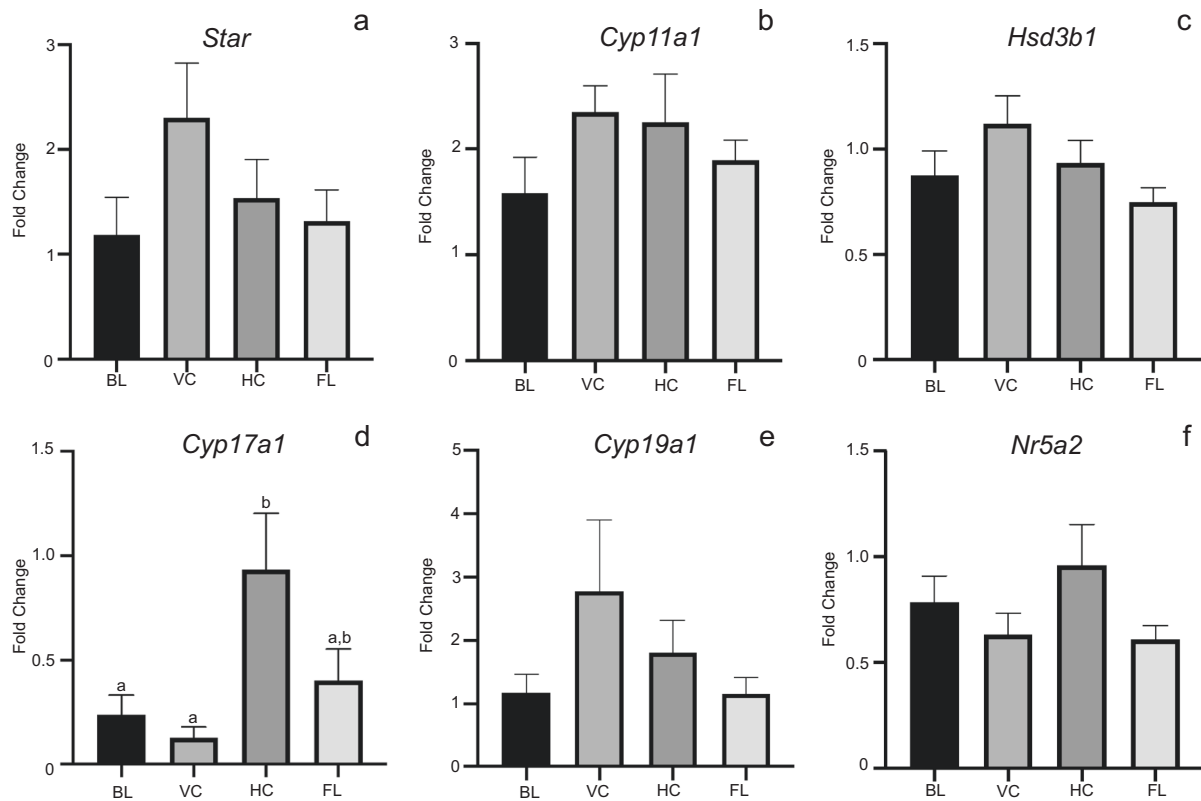 a
Star
Fold Change
3
2
1
0
BL VC HC FL
b
Cyp11a1
Fold Change
3
2
1
0
BL VC HC FL
c
Hsd3b1
Fold Change
1.5
1.0
0.5
0
BL VC HC FL
d
Cyp17a1
Fold Change
1.5
1.0
0.5
0
a a b a,b
BL VC HC FL
e
Cyp19a1
Fold Change
5
4
3
2
1
0
BL VC HC FL
f
Nr5a2
Fold Change
1.5
1.0
0.5
0
BL VC HC FL